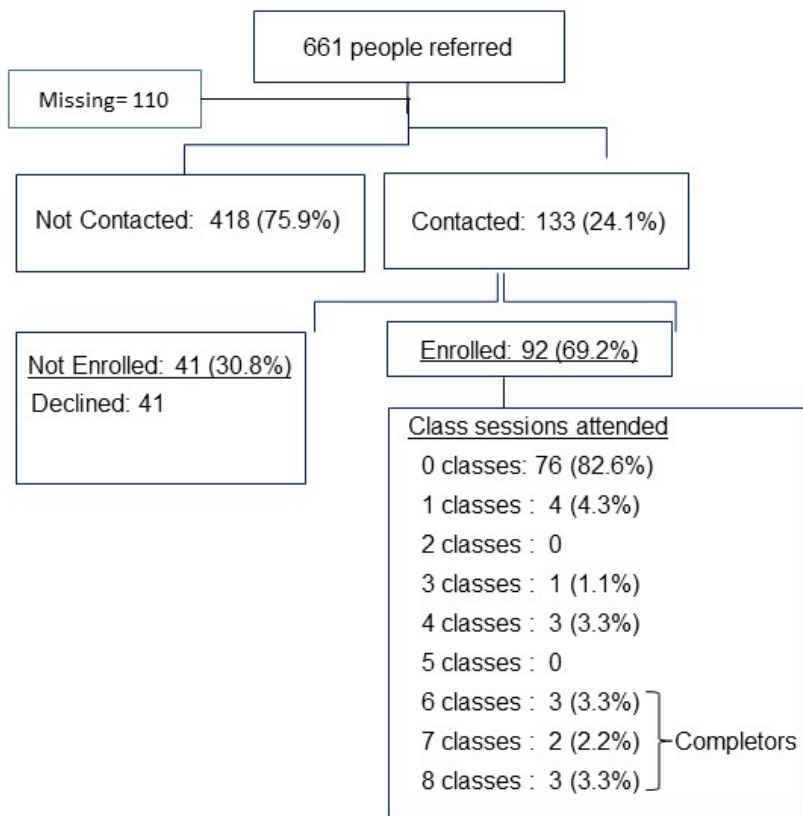 661 people referred
Missing= 110
Not Contacted: 418 (75.9%)
Contacted: 133 (24.1%)
Not Enrolled: 41 (30.8%)
Declined: 41
Enrolled: 92 (69.2%)
Class sessions attended
0 classes: 76 (82.6%)
1 classes : 4 (4.3%)
2 classes : 0
3 classes : 1 (1.1%)
4 classes : 3 (3.3%)
5 classes : 0
6 classes : 3 (3.3%)
7 classes : 2 (2.2%)
Completors
8 classes : 3 (3.3%)